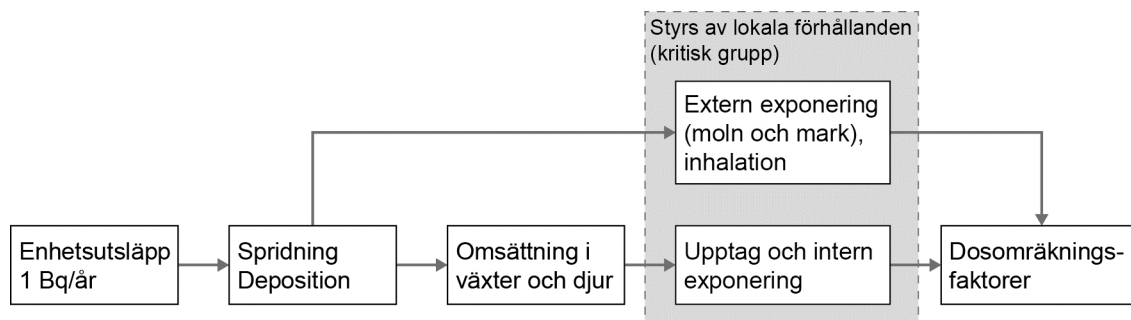 Styrs av lokala förhållanden
(kritisk grupp)
Extern exponering
(moln och mark),
inhalation
Enhetsutsläpp
1 Bq/år
Spridning
Deposition
Omsättning i
växter och djur
Upptag och intern
exponering
Dosomräknings-
faktorer